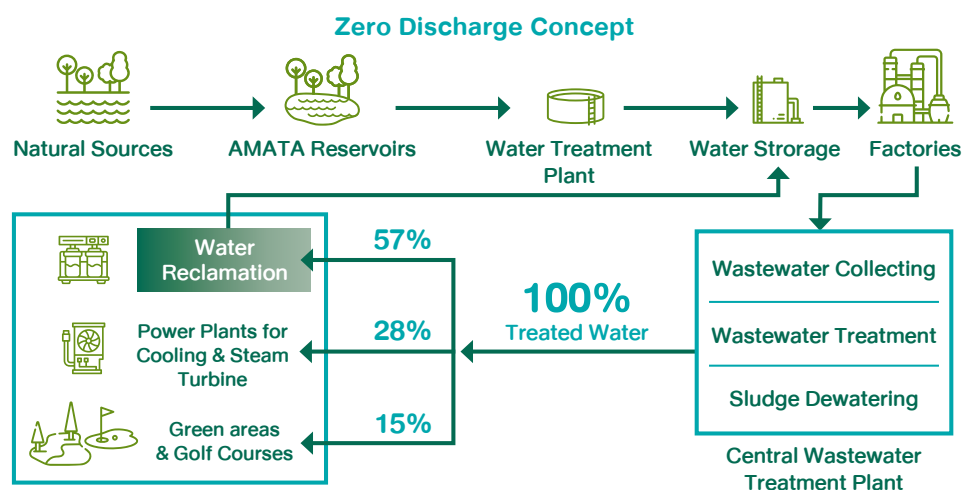 Zero Discharge Concept
Natural Sources
AMATA Reservoirs
Water Treatment
Plant
Water Strorage
Factories
Water
Reclamation
57%
Power Plants for
Cooling & Steam
Turbine
28%
Green areas
& Golf Courses
15%
100%
Treated Water
Wastewater Collecting
Wastewater Treatment
Sludge Dewatering
Central Wastewater
Treatment Plant